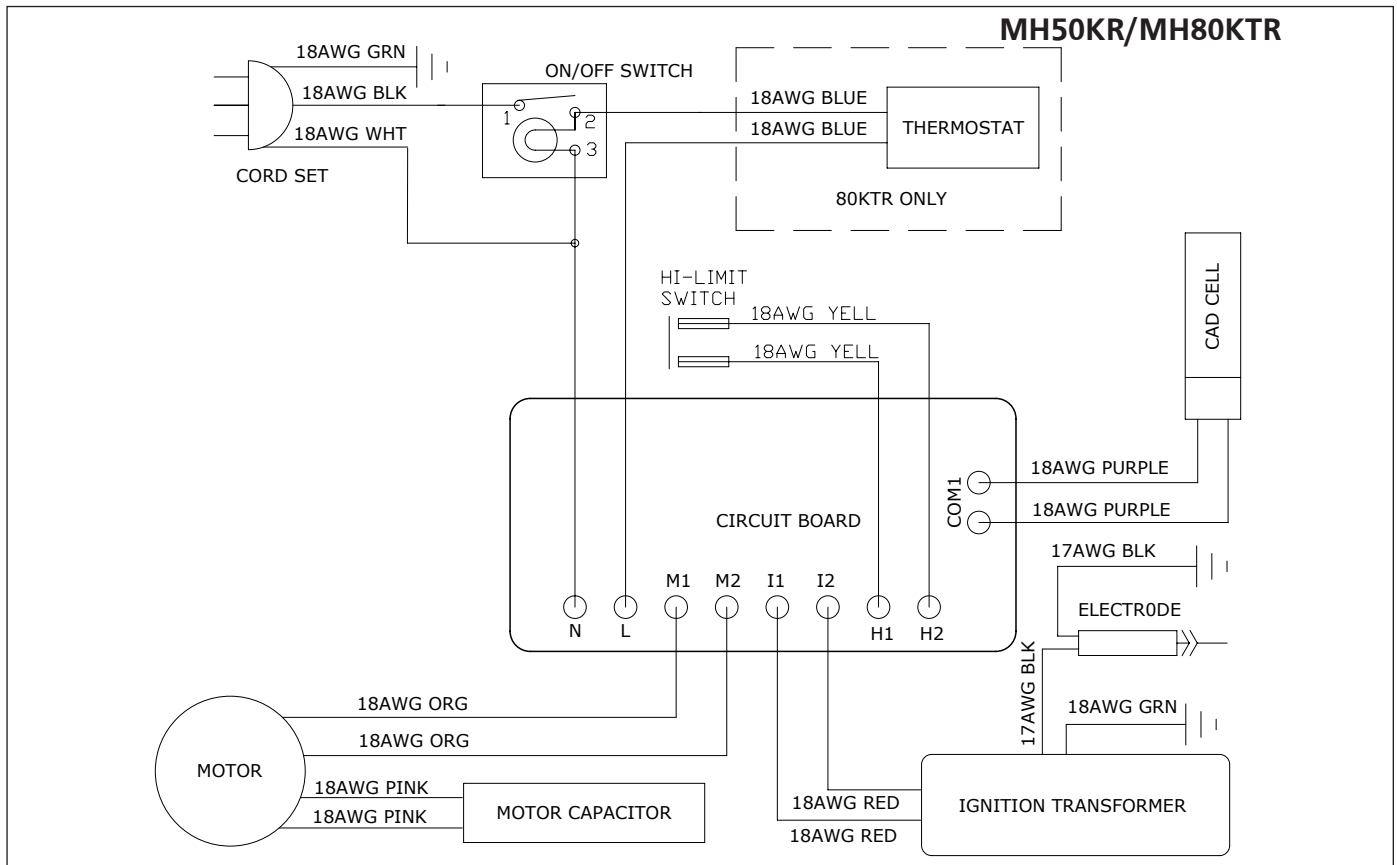 MH50KR/MH80KTR
18AWG GRN
ON/OFF SWITCH
18AWG BLK
1
2
3
18AWG WHT
CORD SET
18AWG BLUE
18AWG BLUE
THERMOSTAT
80KTR ONLY
HI-LIMIT
SWITCH
18AWG YELL
18AWG YELL
CAD CELL
18AWG PURPLE
18AWG PURPLE
COM1
CIRCUIT BOARD
M1 M2 I1 I2
N L H1 H2
17AWG BLK
ELECTR0DE
17AWG BLK
18AWG GRN
18AWG ORG
18AWG ORG
MOTOR
18AWG PINK
18AWG PINK
MOTOR CAPACITOR
18AWG RED
18AWG RED
IGNITION TRANSFORMER